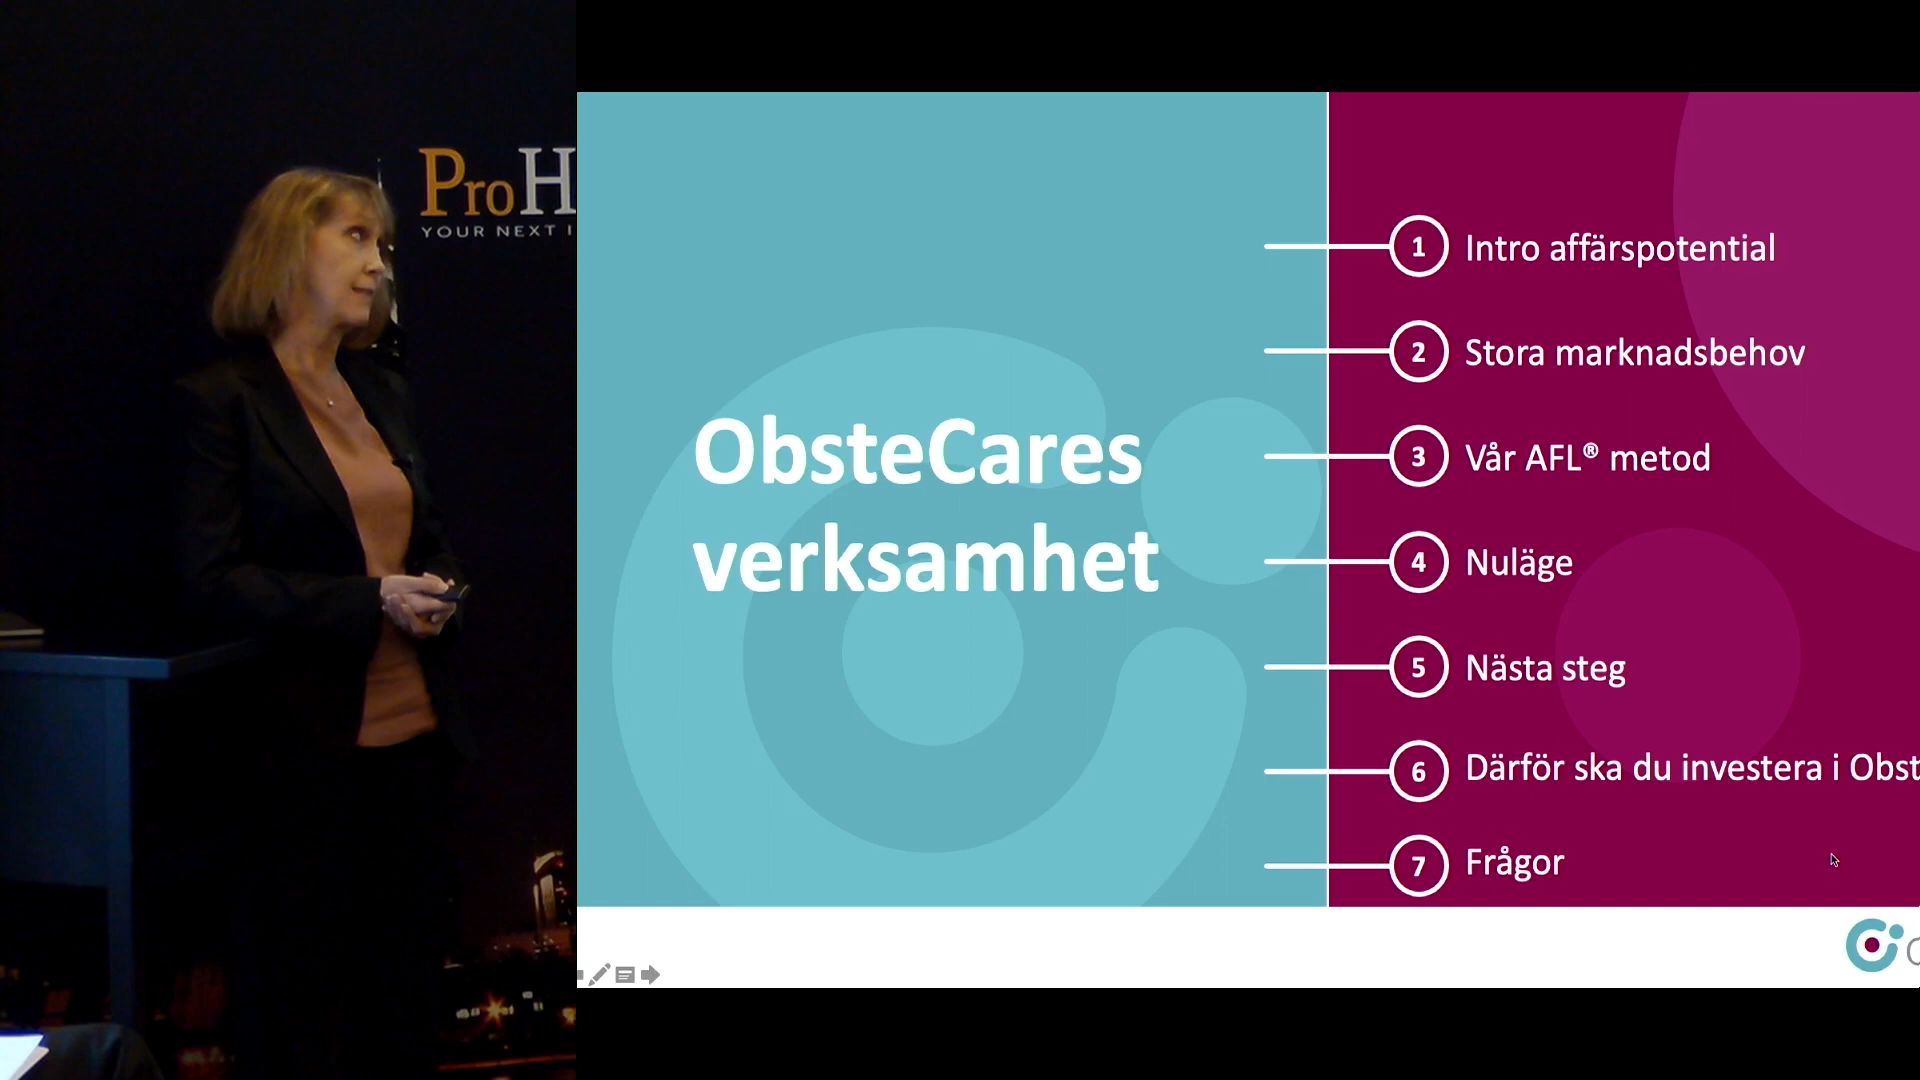 ProH
YOUR NEXT I
ObsteCares
verksamhet
1 Intro affärspotential
2 Stora marknadsbehov
3 Vår AFL® metod
4 Nuläge
5 Nästa steg
6 Därför ska du investera i Obst
7 Frågor